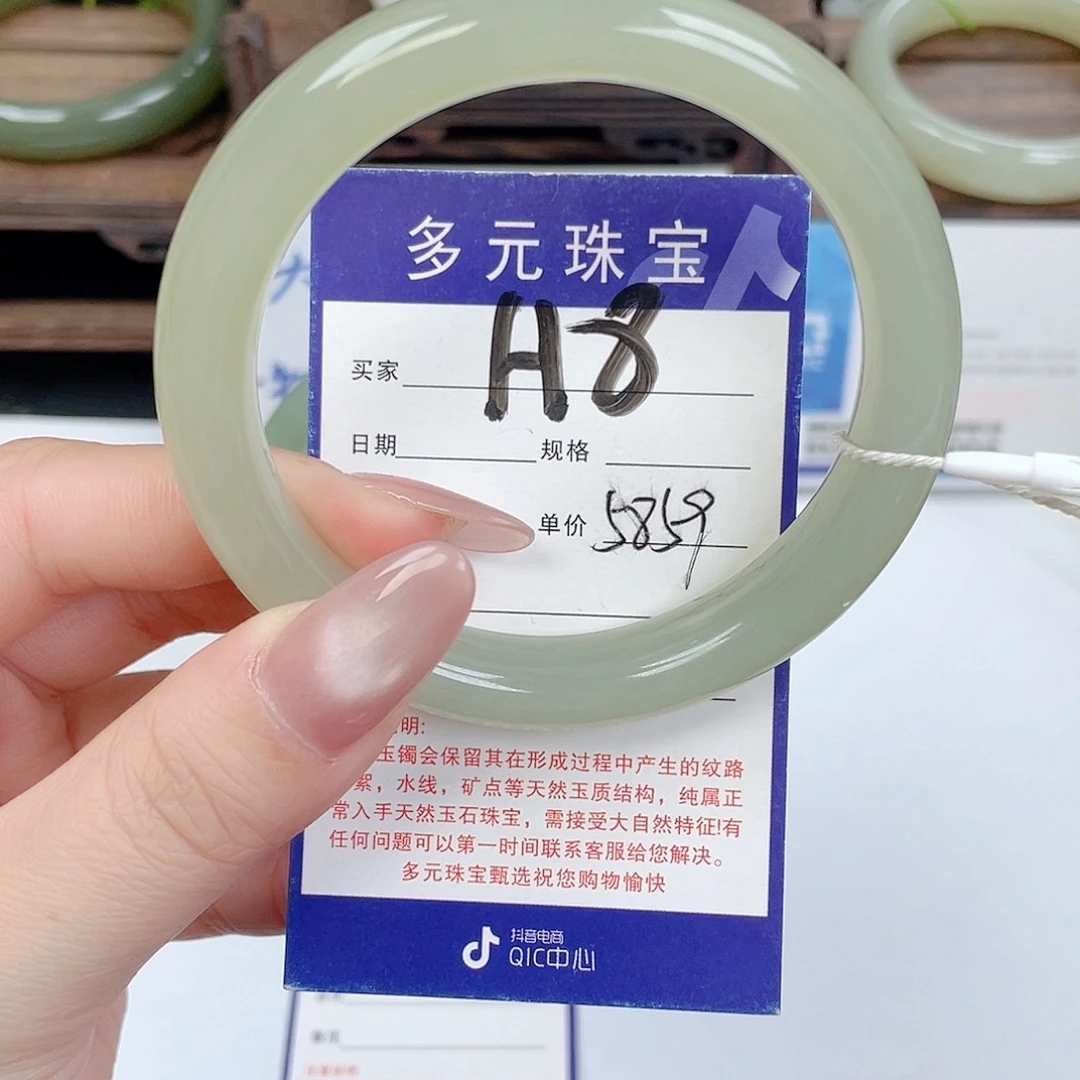 多元珠宝
买家 H8
日期 规格
单价 5859
明:
玉镯会保留其在形成过程中产生的纹路
絮，水线，矿点等天然玉质结构，纯属正
常入手天然玉石珠宝，需接受大自然特征!有
任何问题可以第一时间联系客服给您解决。
多元珠宝甄选祝您购物愉快
抖音电商
QIC中心